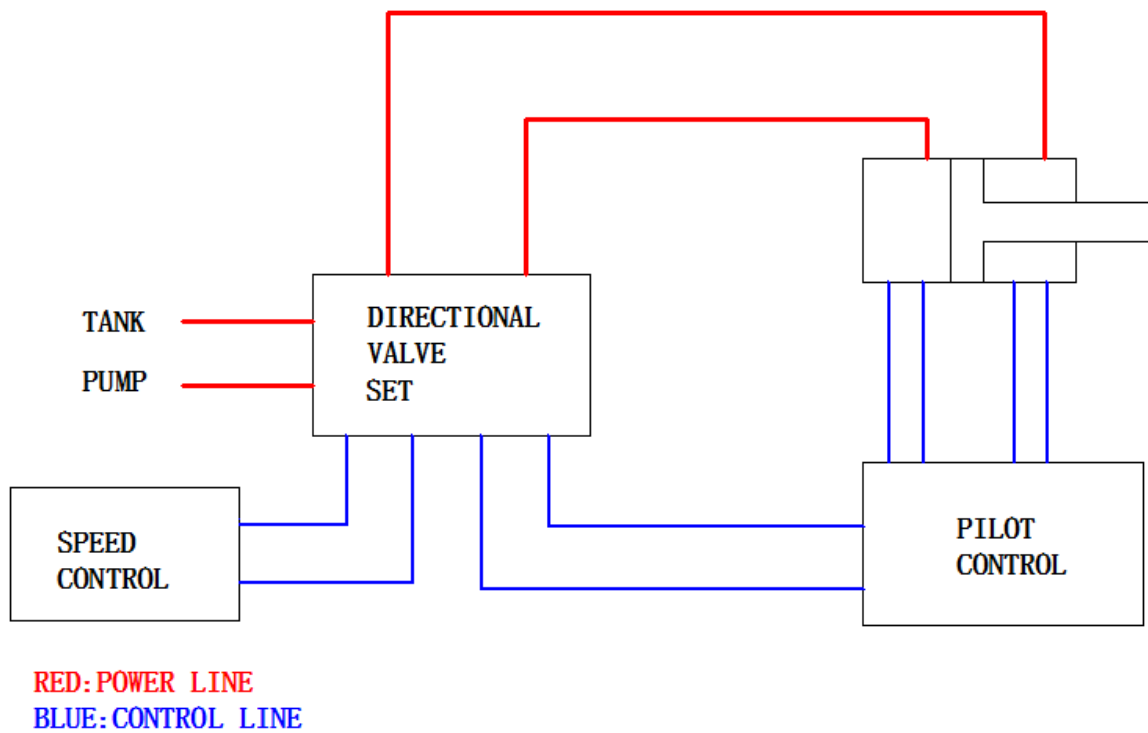 TANK
PUMP
DIRECTIONAL
VALVE
SET
SPEED
CONTROL
PILOT
CONTROL
RED:POWER LINE
BLUE:CONTROL LINE